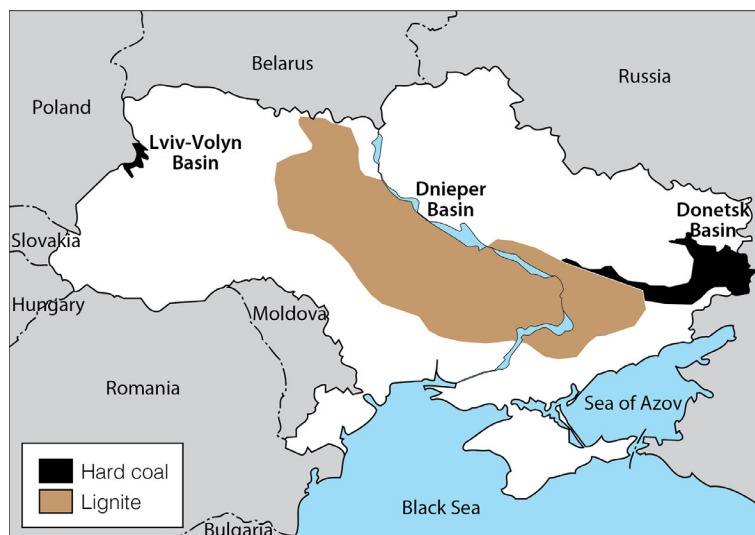 Belarus
Russia
Poland
Lviv-Volyn
Basin
Dnieper
Basin
Donetsk
Basin
Slovakia
Hungary
Moldova
Romania
Sea of Azov
Hard coal
Lignite
Black Sea
Bulgaria